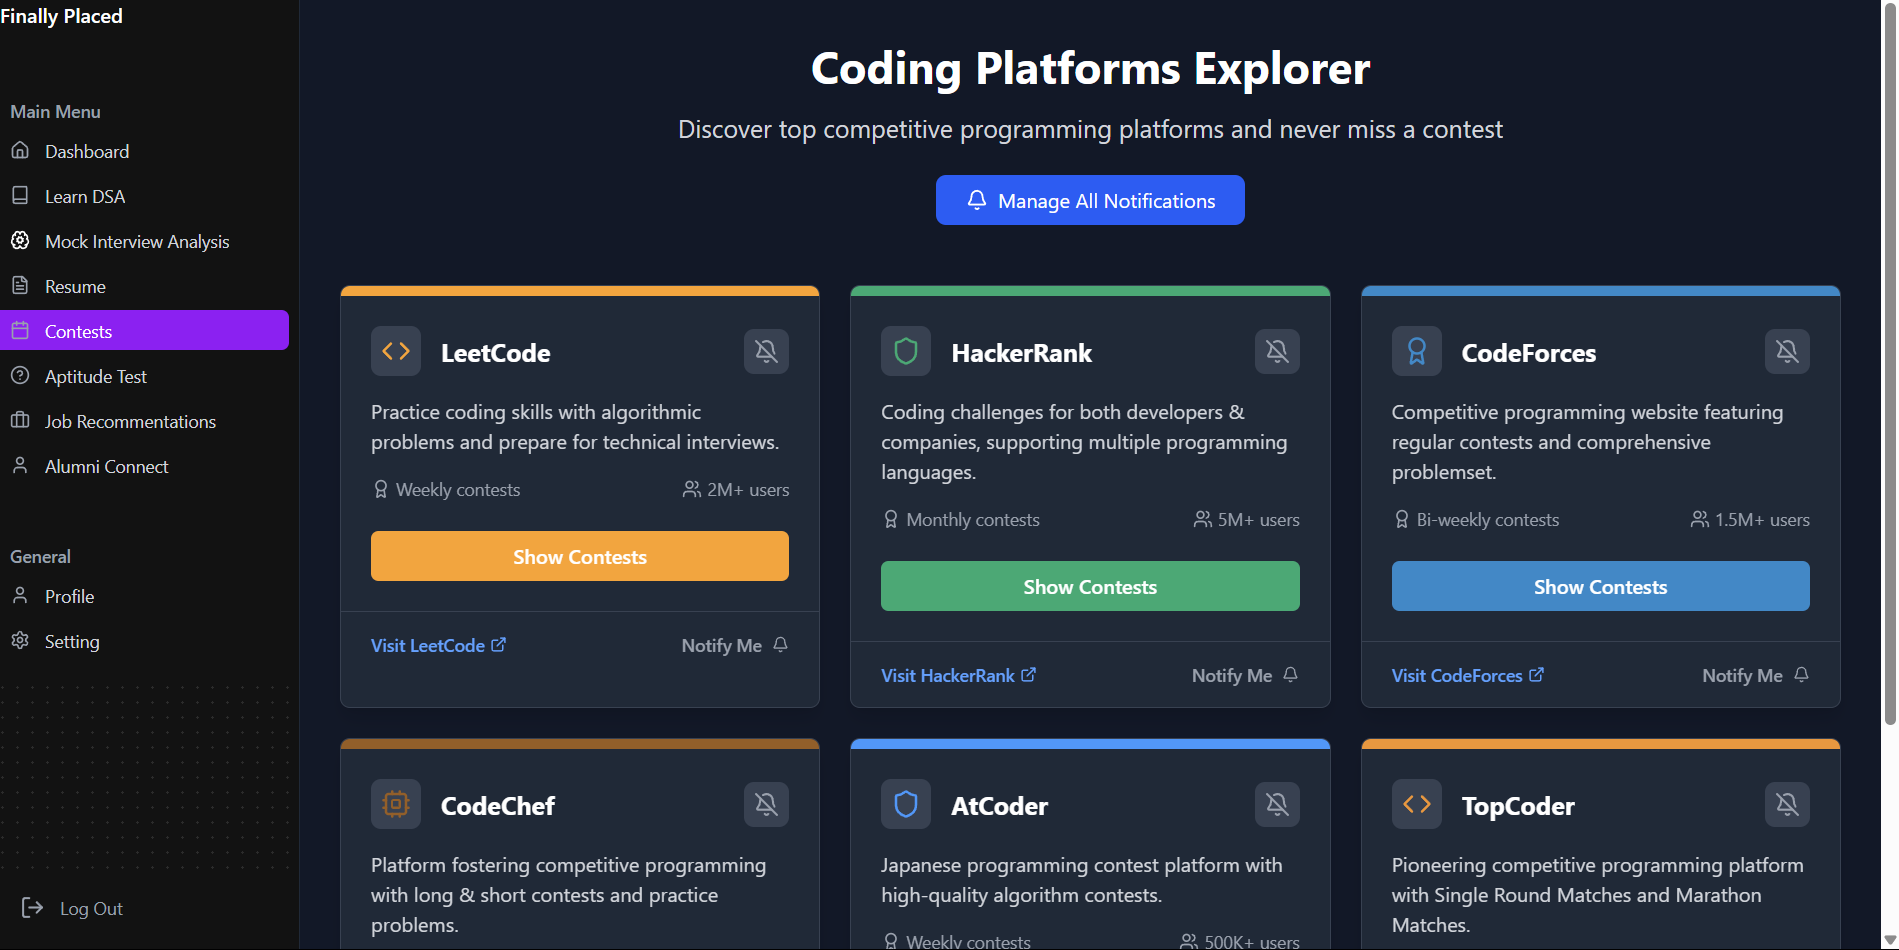 Finally Placed
Main Menu
Dashboard
Learn DSA
Mock Interview Analysis
Resume
Contests
Aptitude Test
Job Recommentations
Alumni Connect
General
Profile
Setting
Log Out
Coding Platforms Explorer
Discover top competitive programming platforms and never miss a contest
Manage All Notifications
LeetCode
Practice coding skills with algorithmic
problems and prepare for technical interviews.
Weekly contests
2M+ users
Show Contests
Visit LeetCode
Notify Me
HackerRank
Coding challenges for both developers &
companies, supporting multiple programming
languages.
Monthly contests
5M+ users
Show Contests
Visit HackerRank
Notify Me
CodeForces
Competitive programming website featuring
regular contests and comprehensive
problemset.
Bi-weekly contests
1.5M+ users
Show Contests
Visit CodeForces
Notify Me
CodeChef
Platform fostering competitive programming
with long & short contests and practice
problems.
AtCoder
Japanese programming contest platform with
high-quality algorithm contests.
Weekly contests
500K+ users
TopCoder
Pioneering competitive programming platform
with Single Round Matches and Marathon
Matches.